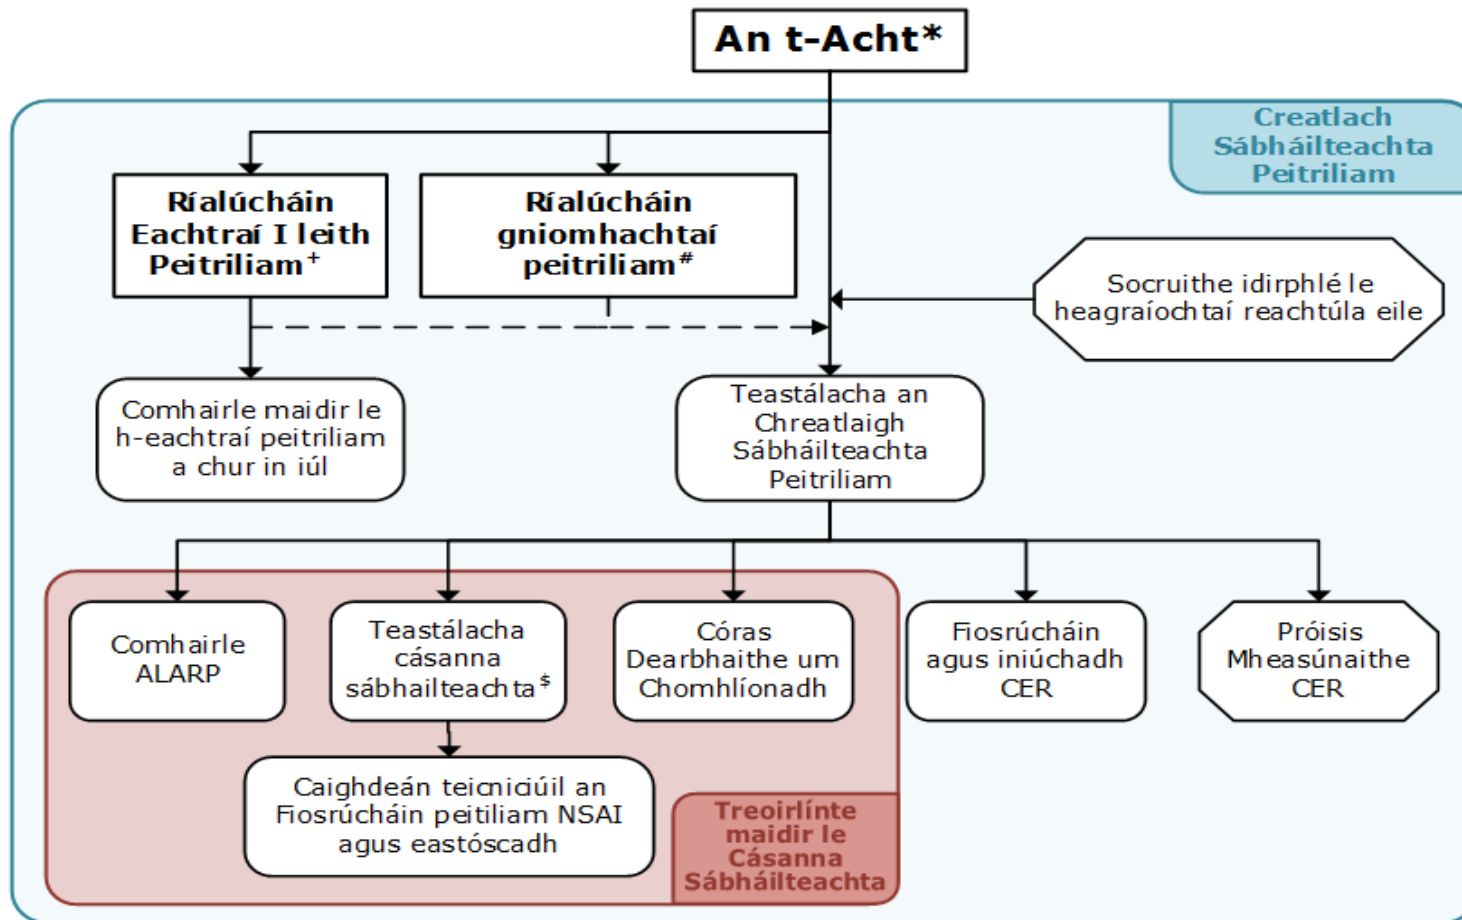 An t-Acht*
Creatlach
Sábháilteachta
Peitriliam
Ríalúcháin
Eachtraí I leith
Peitriliam+
Ríalúcháin
gniomhachtaí
peitriliam#
Socruithe idirphlé le
heagraíochtaí reachtúla eile
Comhairle maidir le
h-eachtraí peitriliam
a chur in iúl
Teastálacha an
Chreatlaigh
Sábháilteachta
Peitriliam
Comhairle
ALARP
Teastálacha
cásanna
sábhailteachta$
Córas
Dearbhaithe um
Chomhlíonadh
Fiosrúcháin
agus iniúchadh
CER
Próisis
Mheasúnaithe
CER
Caighdeán teicniciúil an
Fiosrúcháin peitiliam NSAI
agus eastóscadh
Treoirlínte
maidir le
Cásanna
Sábháilteachta